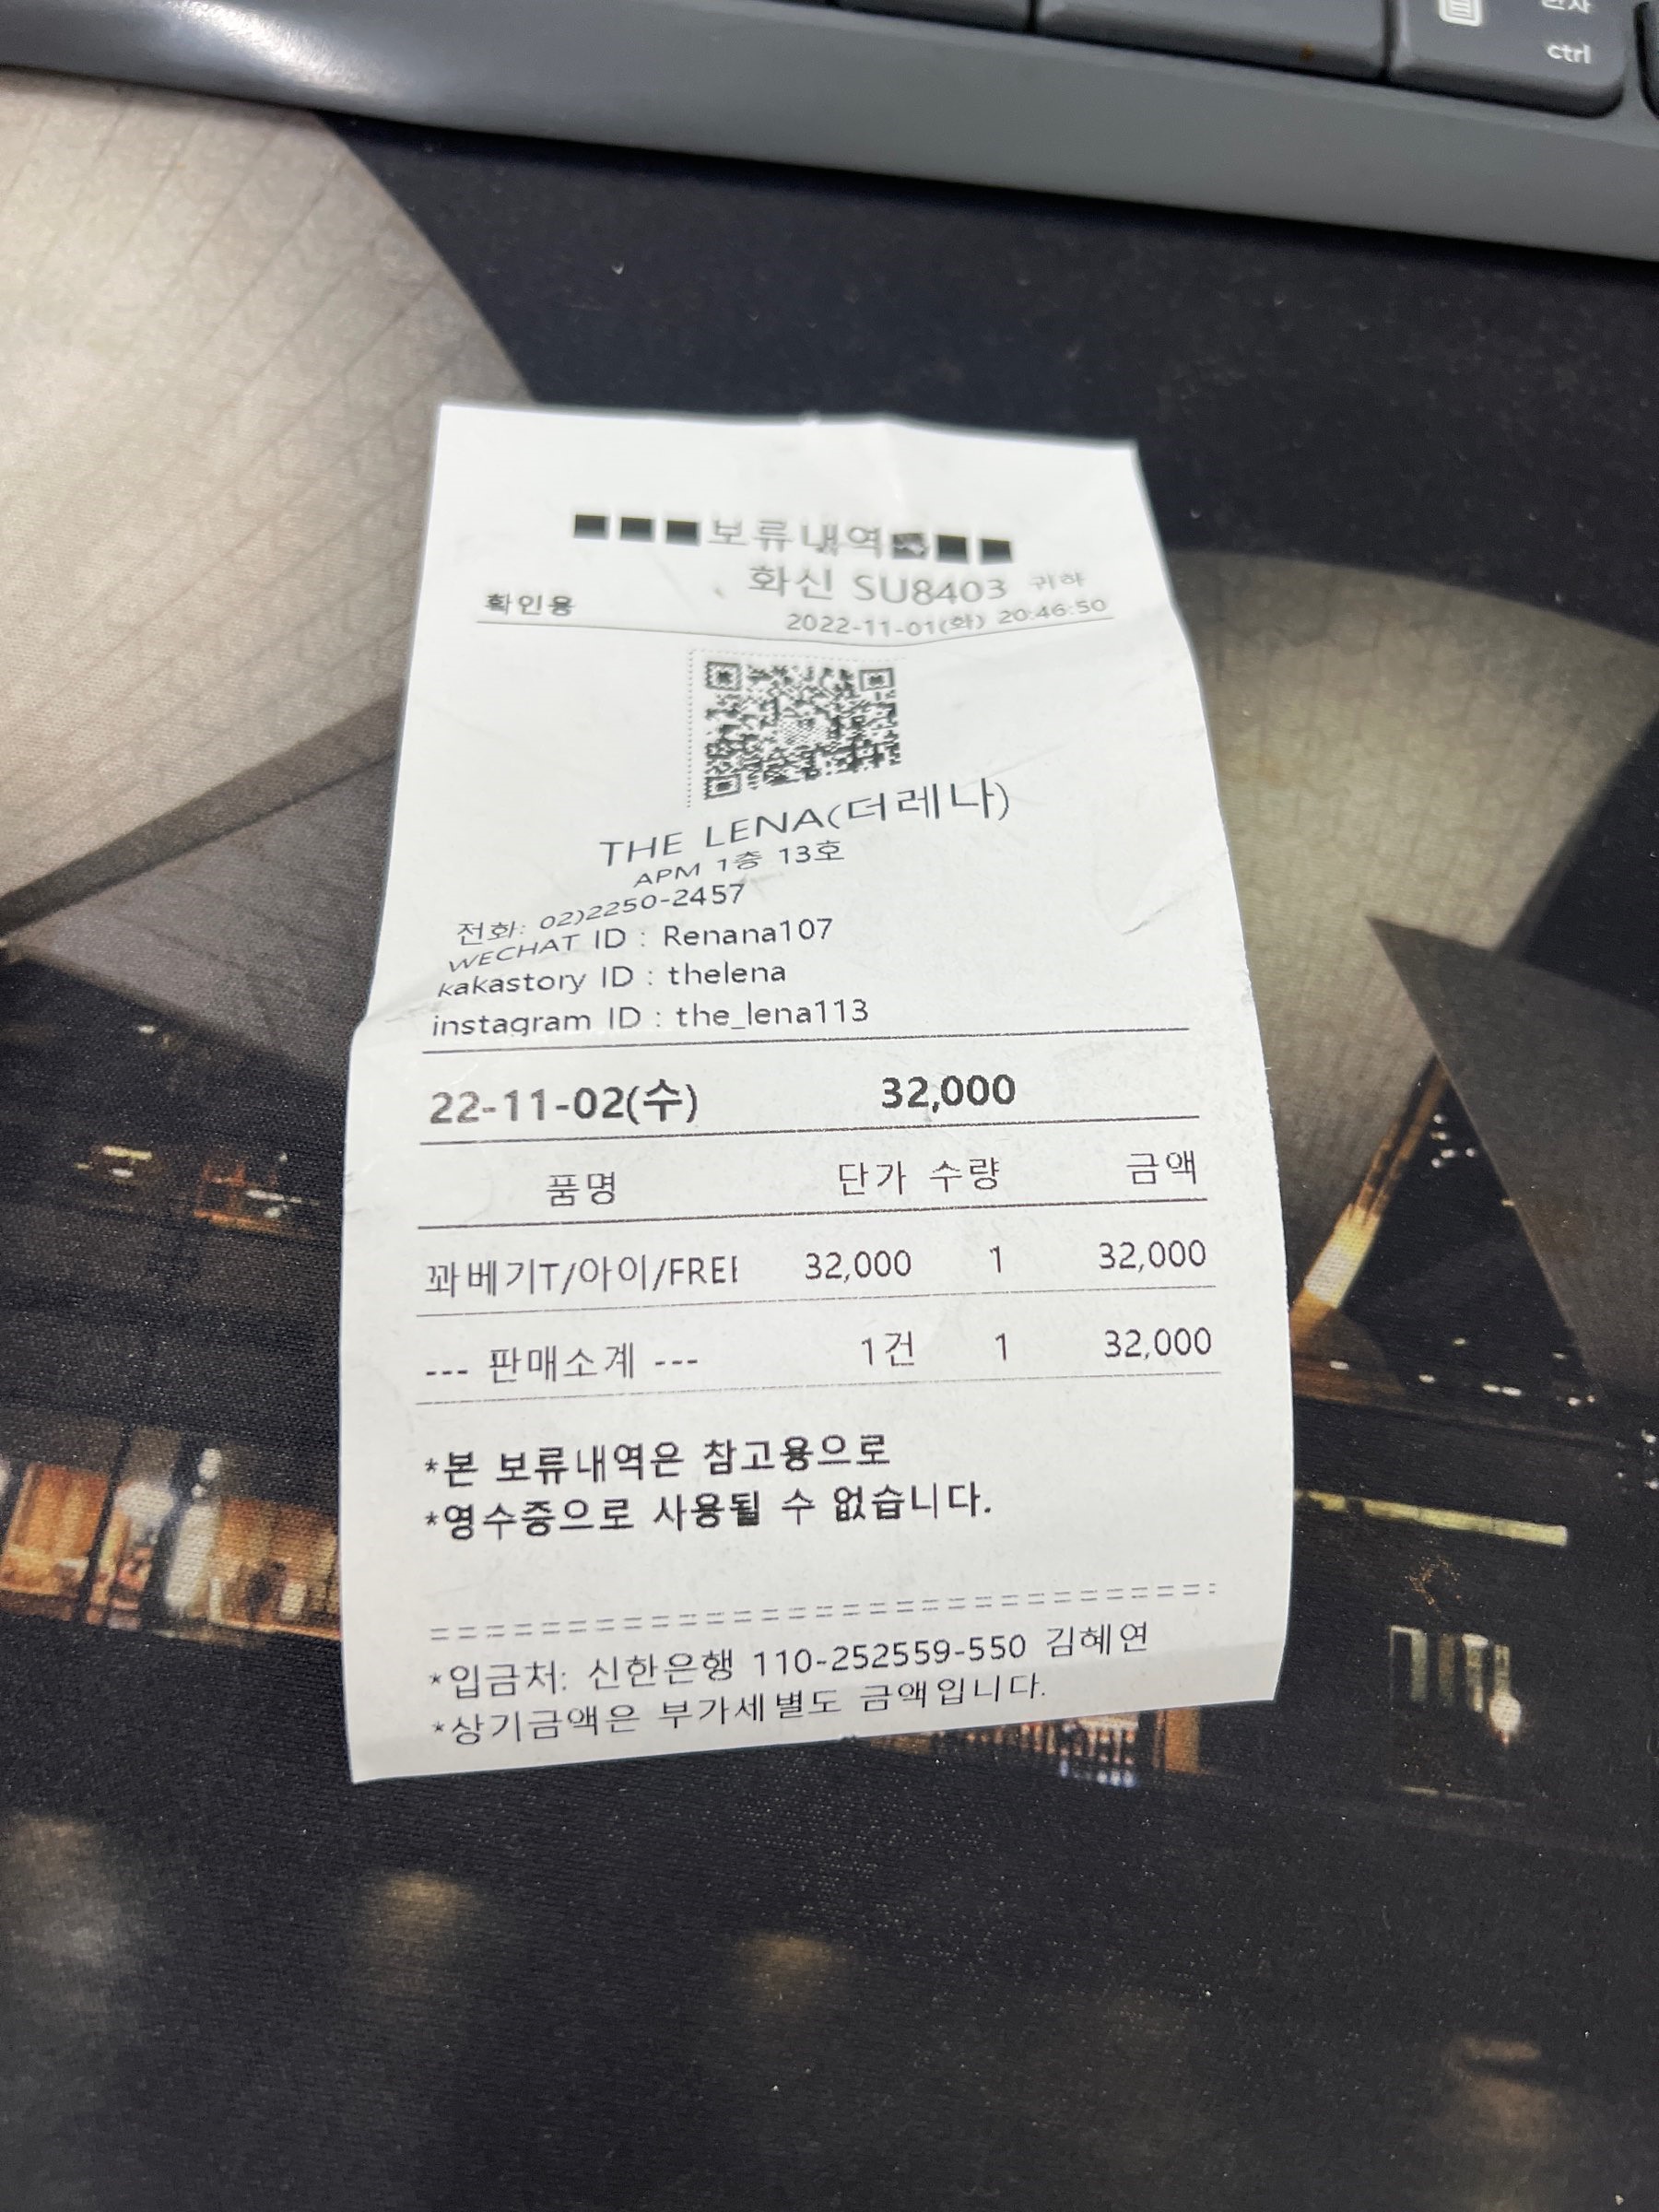 한자
ctrl
■■■보류내역■■■
화신 SU8403 귀하
확인용 2022-11-01(화) 20:46:50
THE LENA(더레나)
APM 1층 13호
전화: 02)2250-2457
WECHAT ID : Renana107
kakastory ID : thelena
instagram ID : the_lena113
22-11-02(수) 32,000
품명 단가 수량 금액
꽈베기T/아이/FREE 32,000 1 32,000
--- 판매소계 --- 1건 1 32,000
*본 보류내역은 참고용으로
*영수증으로 사용될 수 없습니다.
=============================
*입금처: 신한은행 110-252559-550 김혜연
*상기금액은 부가세별도 금액입니다.